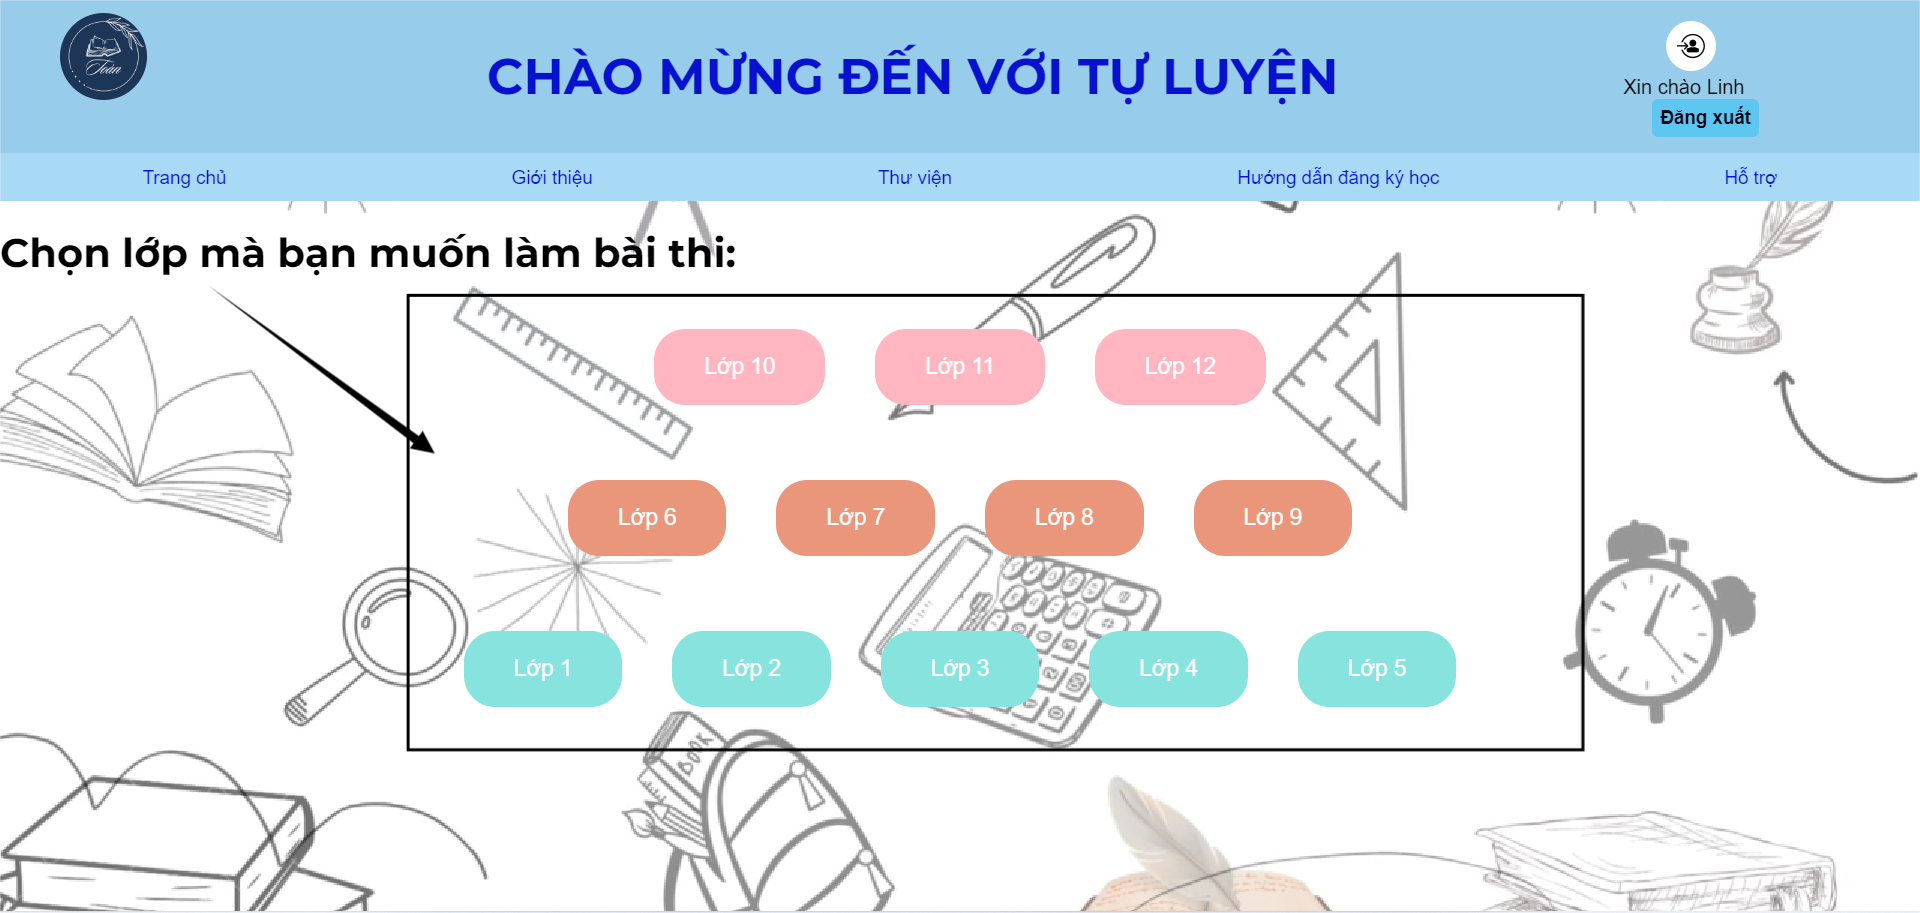 Toán
CHÀO MỪNG ĐẾN VỚI TỰ LUYỆN
Xin chào Linh
Đăng xuất
Trang chủ Giới thiệu Thư viện Hướng dẫn đăng ký học Hỗ trợ
Chọn lớp mà bạn muốn làm bài thi:
Lớp 10 Lớp 11 Lớp 12
Lớp 6 Lớp 7 Lớp 8 Lớp 9
Lớp 1 Lớp 2 Lớp 3 Lớp 4 Lớp 5
BOOK